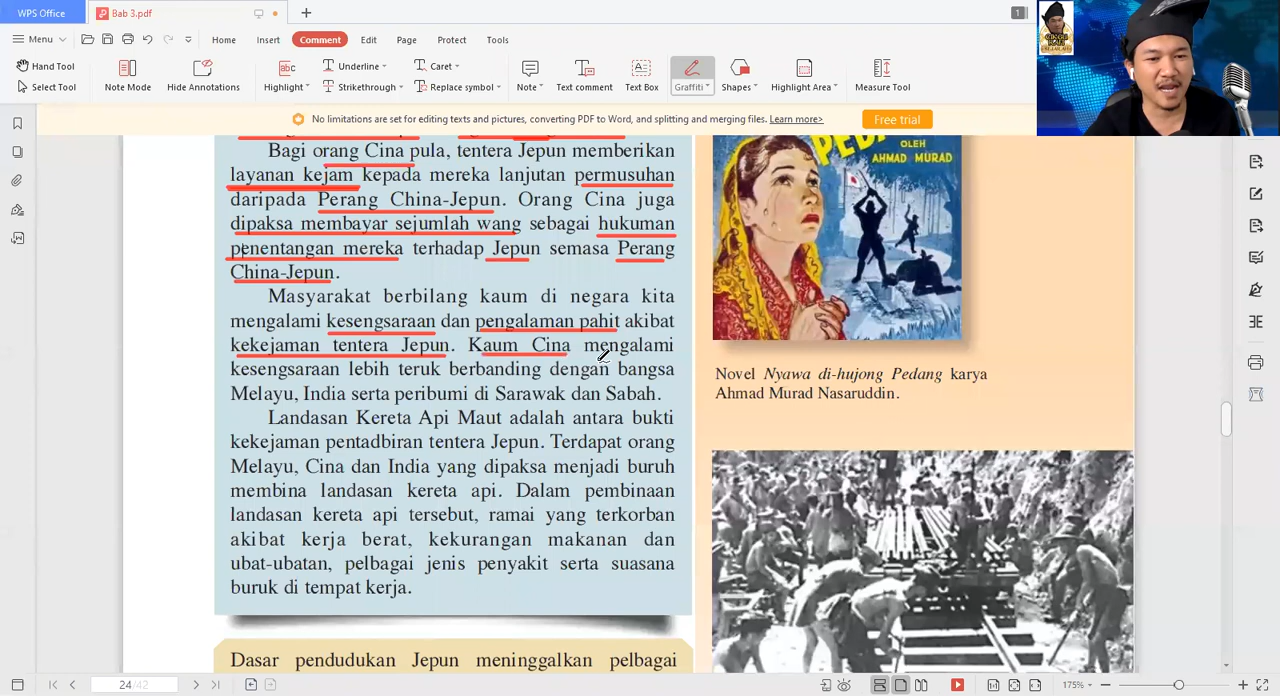 WPS Office
Bab 3.pdf
1
Menu
Home
Insert
Comment
Edit
Page
Protect
Tools
Hand Tool
Select Tool
Note Mode
Hide Annotations
Highlight
Underline
Strikethrough
Caret
Replace symbol
Note
Text comment
Text Box
Graffiti
Shapes
Highlight Area
Measure Tool
No limitations are set for editing texts and pictures, converting PDF to Word, and splitting and merging files. Learn more>
Free trial
Bagi orang Cina pula, tentera Jepun memberikan
layanan kejam kepada mereka lanjutan permusuhan
daripada Perang China-Jepun. Orang Cina juga
dipaksa membayar sejumlah wang sebagai hukuman
penentangan mereka terhadap Jepun semasa Perang
China-Jepun.
Masyarakat berbilang kaum di negara kita
mengalami kesengsaraan dan pengalaman pahit akibat
kekejaman tentera Jepun. Kaum Cina mengalami
kesengsaraan lebih teruk berbanding dengan bangsa
Melayu, India serta peribumi di Sarawak dan Sabah.
Landasan Kereta Api Maut adalah antara bukti
kekejaman pentadbiran tentera Jepun. Terdapat orang
Melayu, Cina dan India yang dipaksa menjadi buruh
membina landasan kereta api. Dalam pembinaan
landasan kereta api tersebut, ramai yang terkorban
akibat kerja berat, kekurangan makanan dan
ubat-ubatan, pelbagai jenis penyakit serta suasana
buruk di tempat kerja.
Dasar pendudukan Jepun meninggalkan pelbagai
OLEH
AHMAD MURAD
Novel Nyawa di-hujong Pedang karya
Ahmad Murad Nasaruddin.
24/42
175%